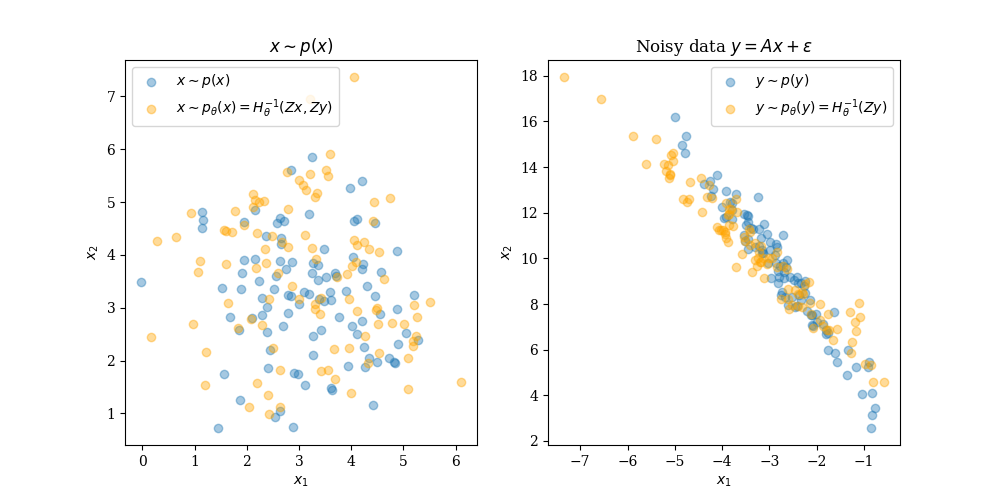 x ∼ p(x)
x ∼ p(x)
x ∼ p_θ(x) = H_θ^{-1}(Zx, Zy)
7
6
5
4
3
2
1
x_2
0 1 2 3 4 5 6
x_1
Noisy data y = Ax + ε
y ∼ p(y)
y ∼ p_θ(y) = H_θ^{-1}(Zy)
18
16
14
12
10
8
6
4
2
x_2
−7 −6 −5 −4 −3 −2 −1
x_1